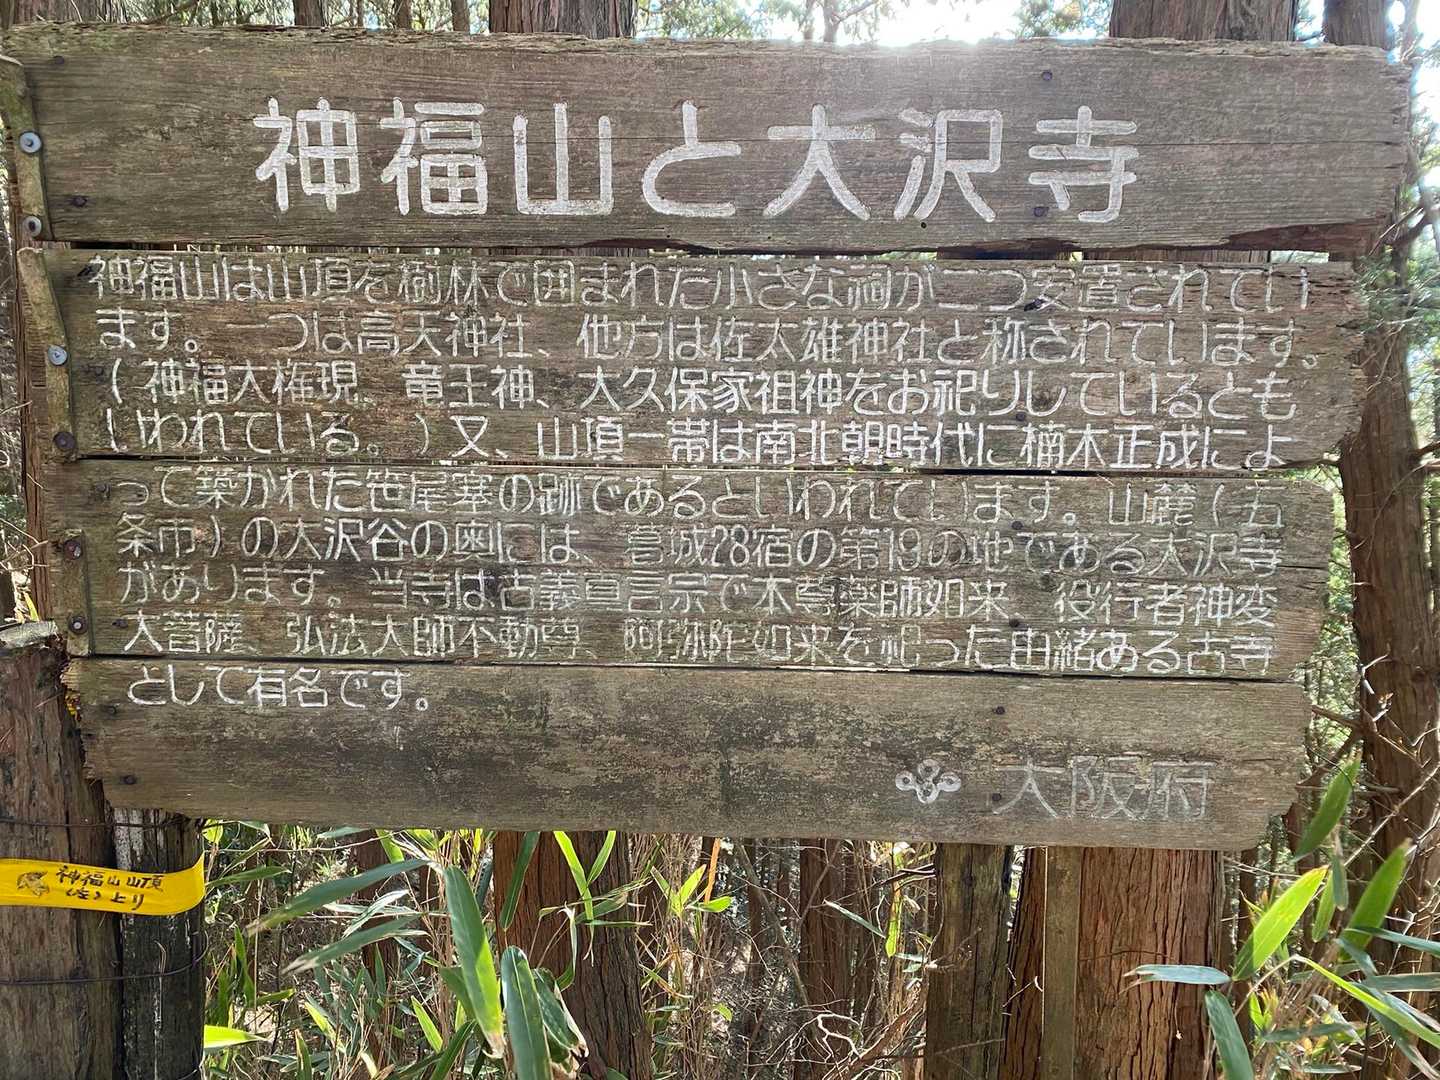 神福山と大沢寺
神福山は山頂を樹林で囲まれた小さな祠が二つ安置されてい
ます。一つは高天神社、他方は佐太雄神社と称されています。
(神福大権現、竜王神、大久保家祖神をお祀りしているとも
いわれている。)又、山頂一帯は南北朝時代に楠木正成によ
って築かれた笹尾塞の跡であるといわれています。山麓(五
条市)の大沢谷の奥には、葛城28宿の第19の地である大沢寺
があります。当寺は古義真言宗で本尊薬師如来、役行者神変
大菩薩、弘法大師不動尊、阿弥陀如来を祀った由緒ある古寺
として有名です。
大阪府
神福山山頂
(左)上り